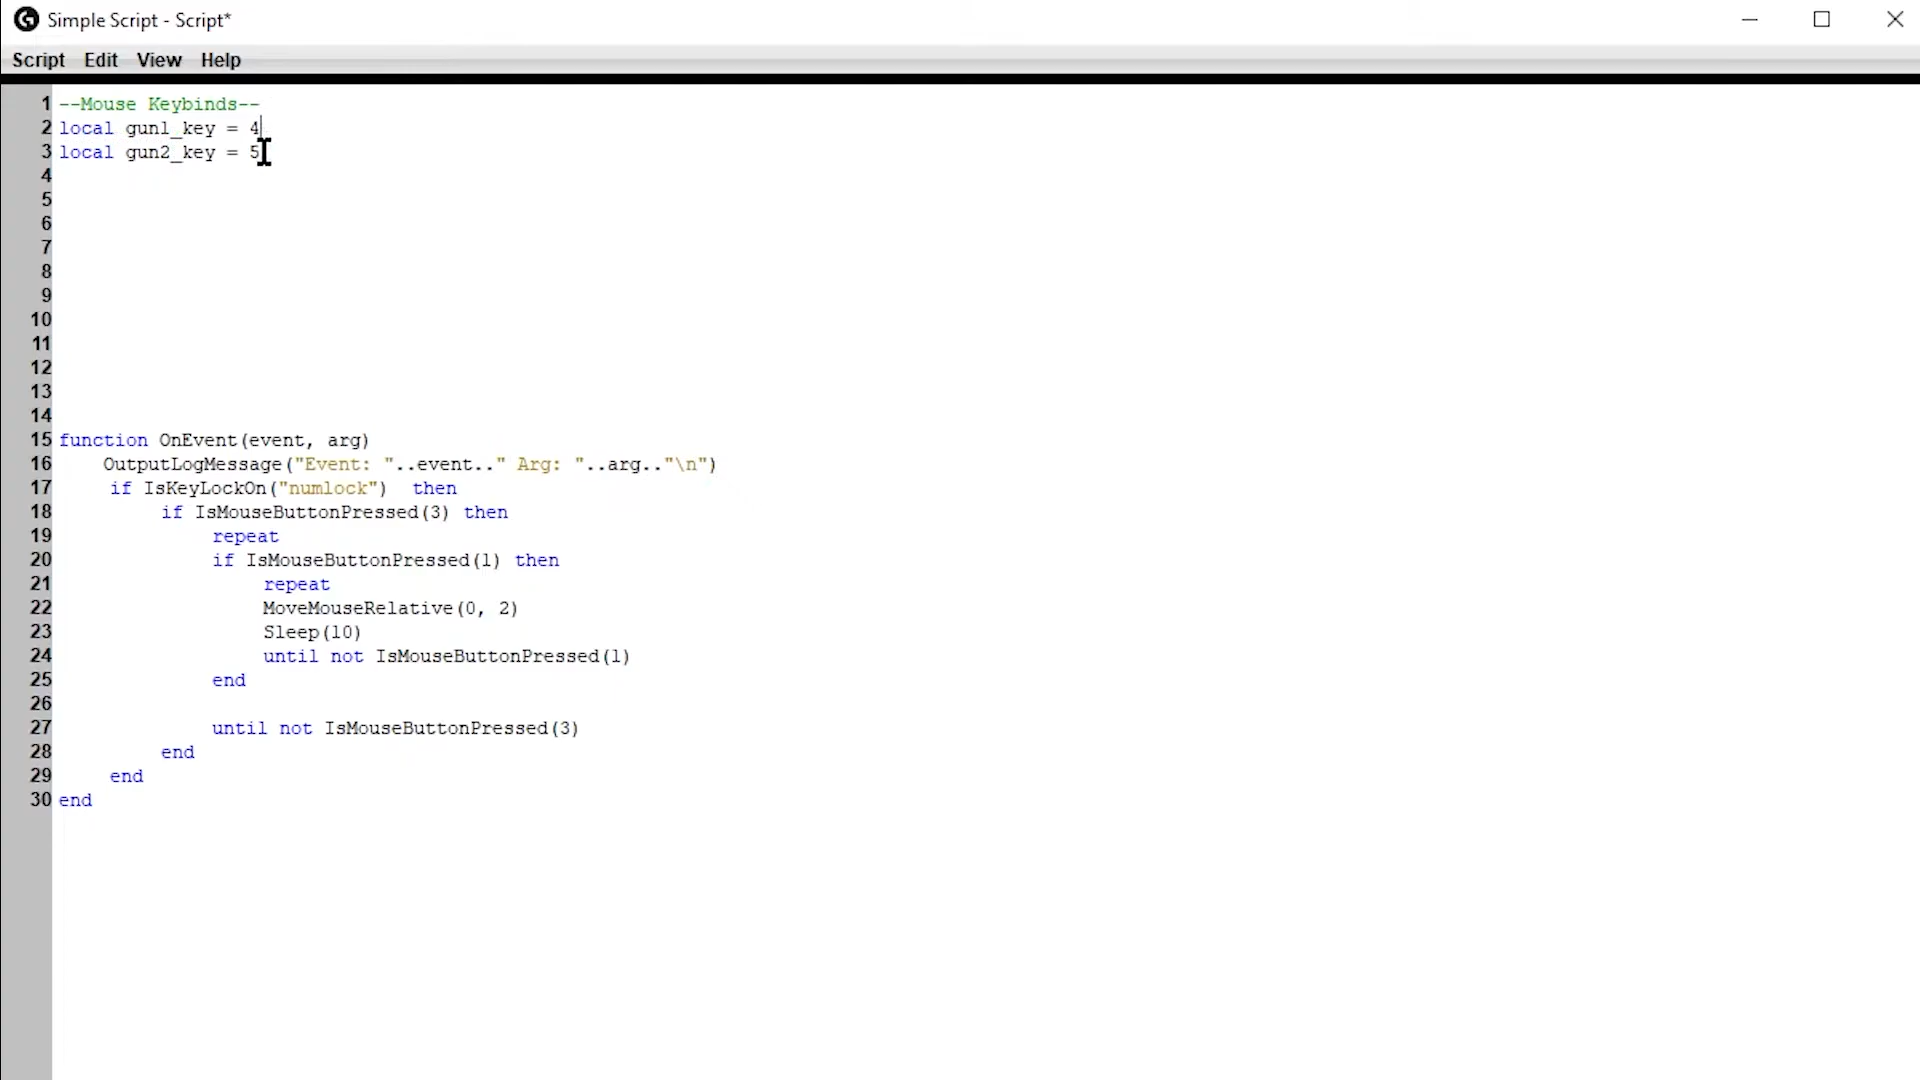 Simple Script - Script*
Script Edit View Help
1 --Mouse Keybinds--
2 local gun1_key = 4
3 local gun2_key = 5
4
5
6
7
8
9
10
11
12
13
14
15 function OnEvent(event, arg)
16 OutputLogMessage("Event: "..event.." Arg: "..arg.."\n")
17 if IsKeyLockOn("numlock")  then
18 if IsMouseButtonPressed(3) then
19 repeat
20 if IsMouseButtonPressed(1) then
21 repeat
22 MoveMouseRelative(0, 2)
23 Sleep(10)
24 until not IsMouseButtonPressed(1)
25 end
26
27 until not IsMouseButtonPressed(3)
28 end
29 end
30 end